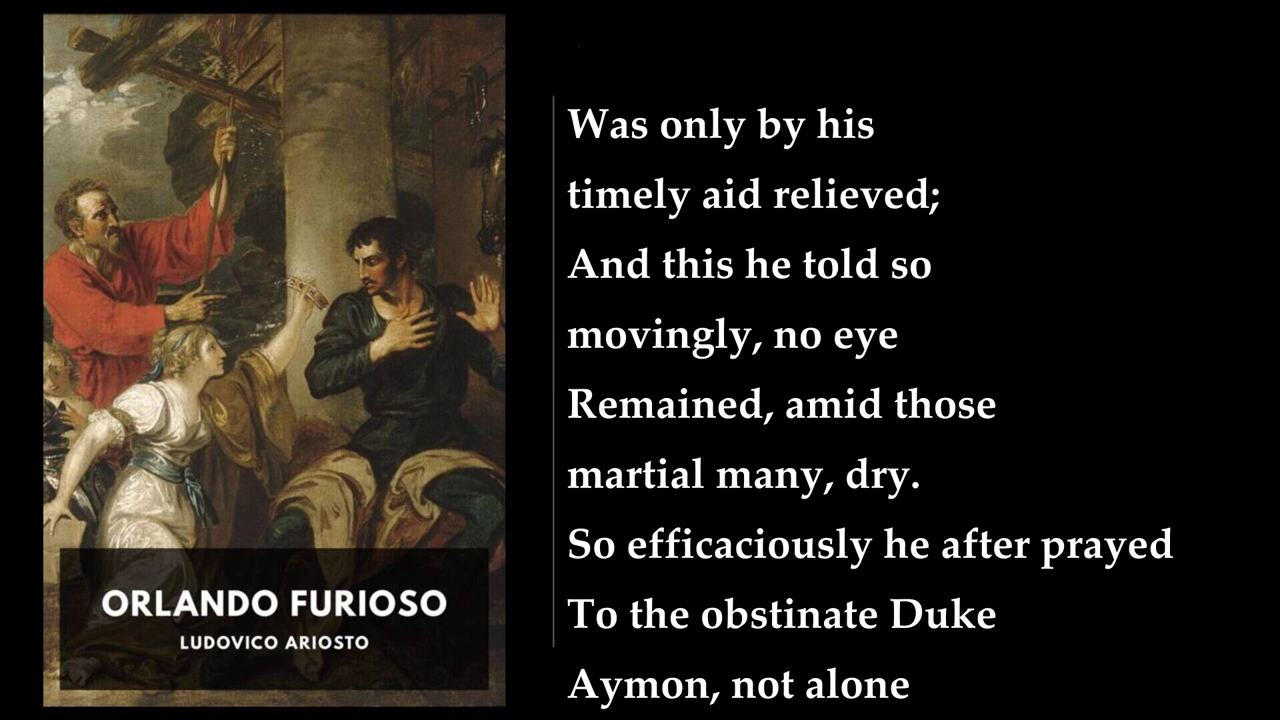 ORLANDO FURIOSO
LUDOVICO ARIOSTO
Was only by his
timely aid relieved;
And this he told so
movingly, no eye
Remained, amid those
martial many, dry.
So efficaciously he after prayed
To the obstinate Duke
Aymon, not alone